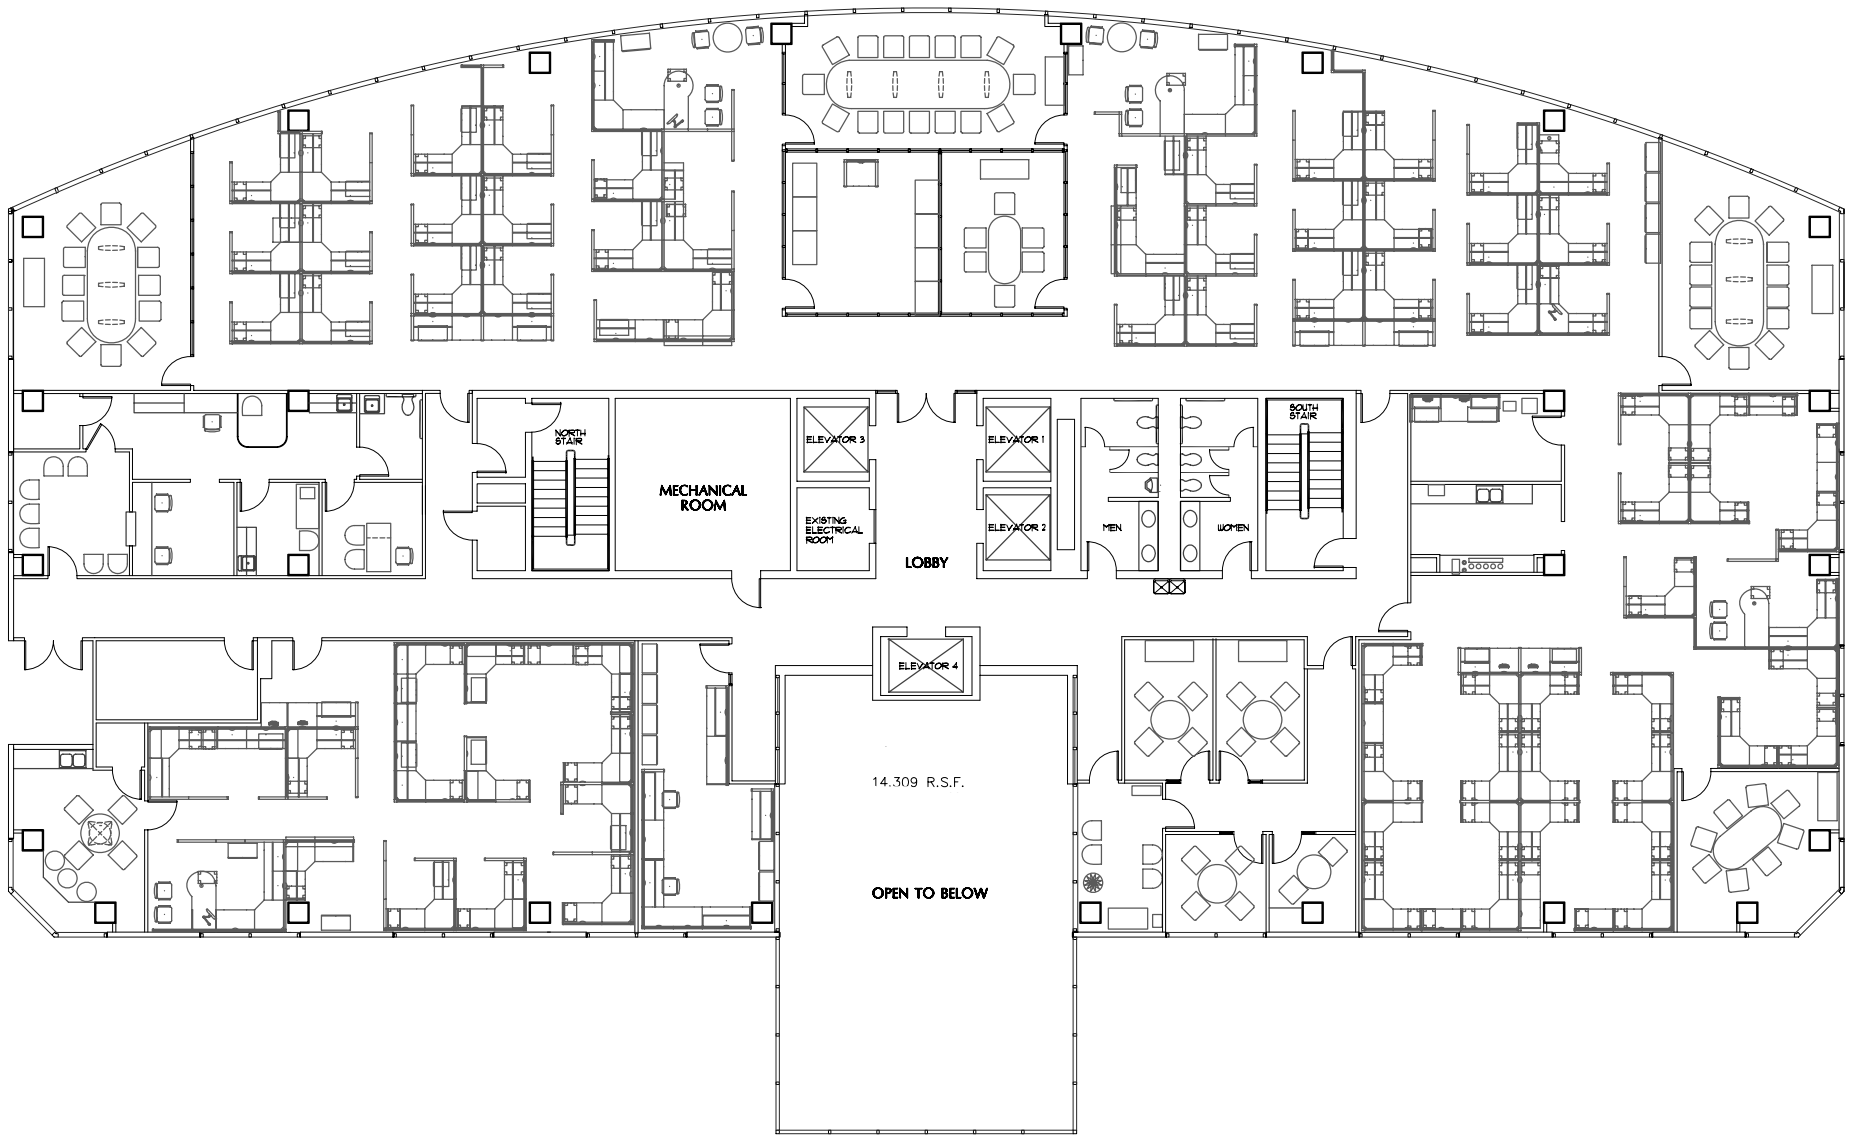 SOUTH
STAIR
NORTH
STAIR
ELEVATOR 3
ELEVATOR 1
MECHANICAL
ROOM
EXISTING
ELECTRICAL
ROOM
ELEVATOR 2
MEN
WOMEN
LOBBY
ELEVATOR 4
14.309 R.S.F.
OPEN TO BELOW